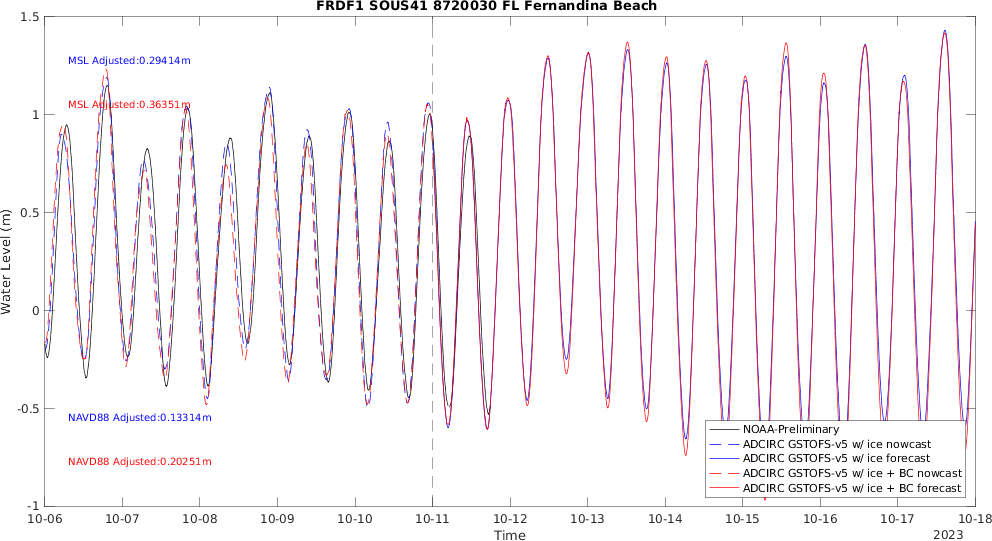 FRDF1 SOUS41 8720030 FL Fernandina Beach
1.5
MSL Adjusted:0.29414m
MSL Adjusted:0.36351m
1
0.5
Water Level (m)
0
-0.5
NAVD88 Adjusted:0.13314m
NAVD88 Adjusted:0.20251m
NOAA-Preliminary
ADCIRC GSTOFS-v5 w/ ice nowcast
ADCIRC GSTOFS-v5 w/ ice forecast
ADCIRC GSTOFS-v5 w/ ice + BC nowcast
ADCIRC GSTOFS-v5 w/ ice + BC forecast
-1
10-06 10-07 10-08 10-09 10-10 10-11 10-12 10-13 10-14 10-15 10-16 10-17 10-18
Time
2023